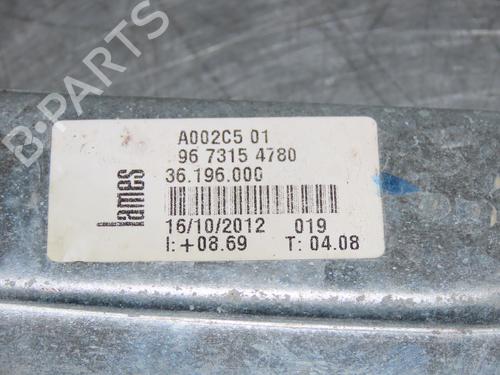 A002C5 01
96 7315 4780
36.196.000
lames
16/10/2012 019
I:+08.69 T: 04.08
B-PARTS